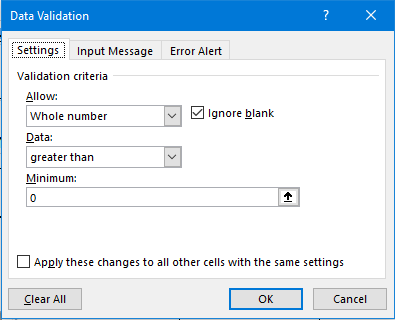 Data Validation
? 
Settings Input Message Error Alert
Validation criteria
Allow:
Whole number Ignore blank
Data:
greater than
Minimum:
0
Apply these changes to all other cells with the same settings
Clear All OK Cancel